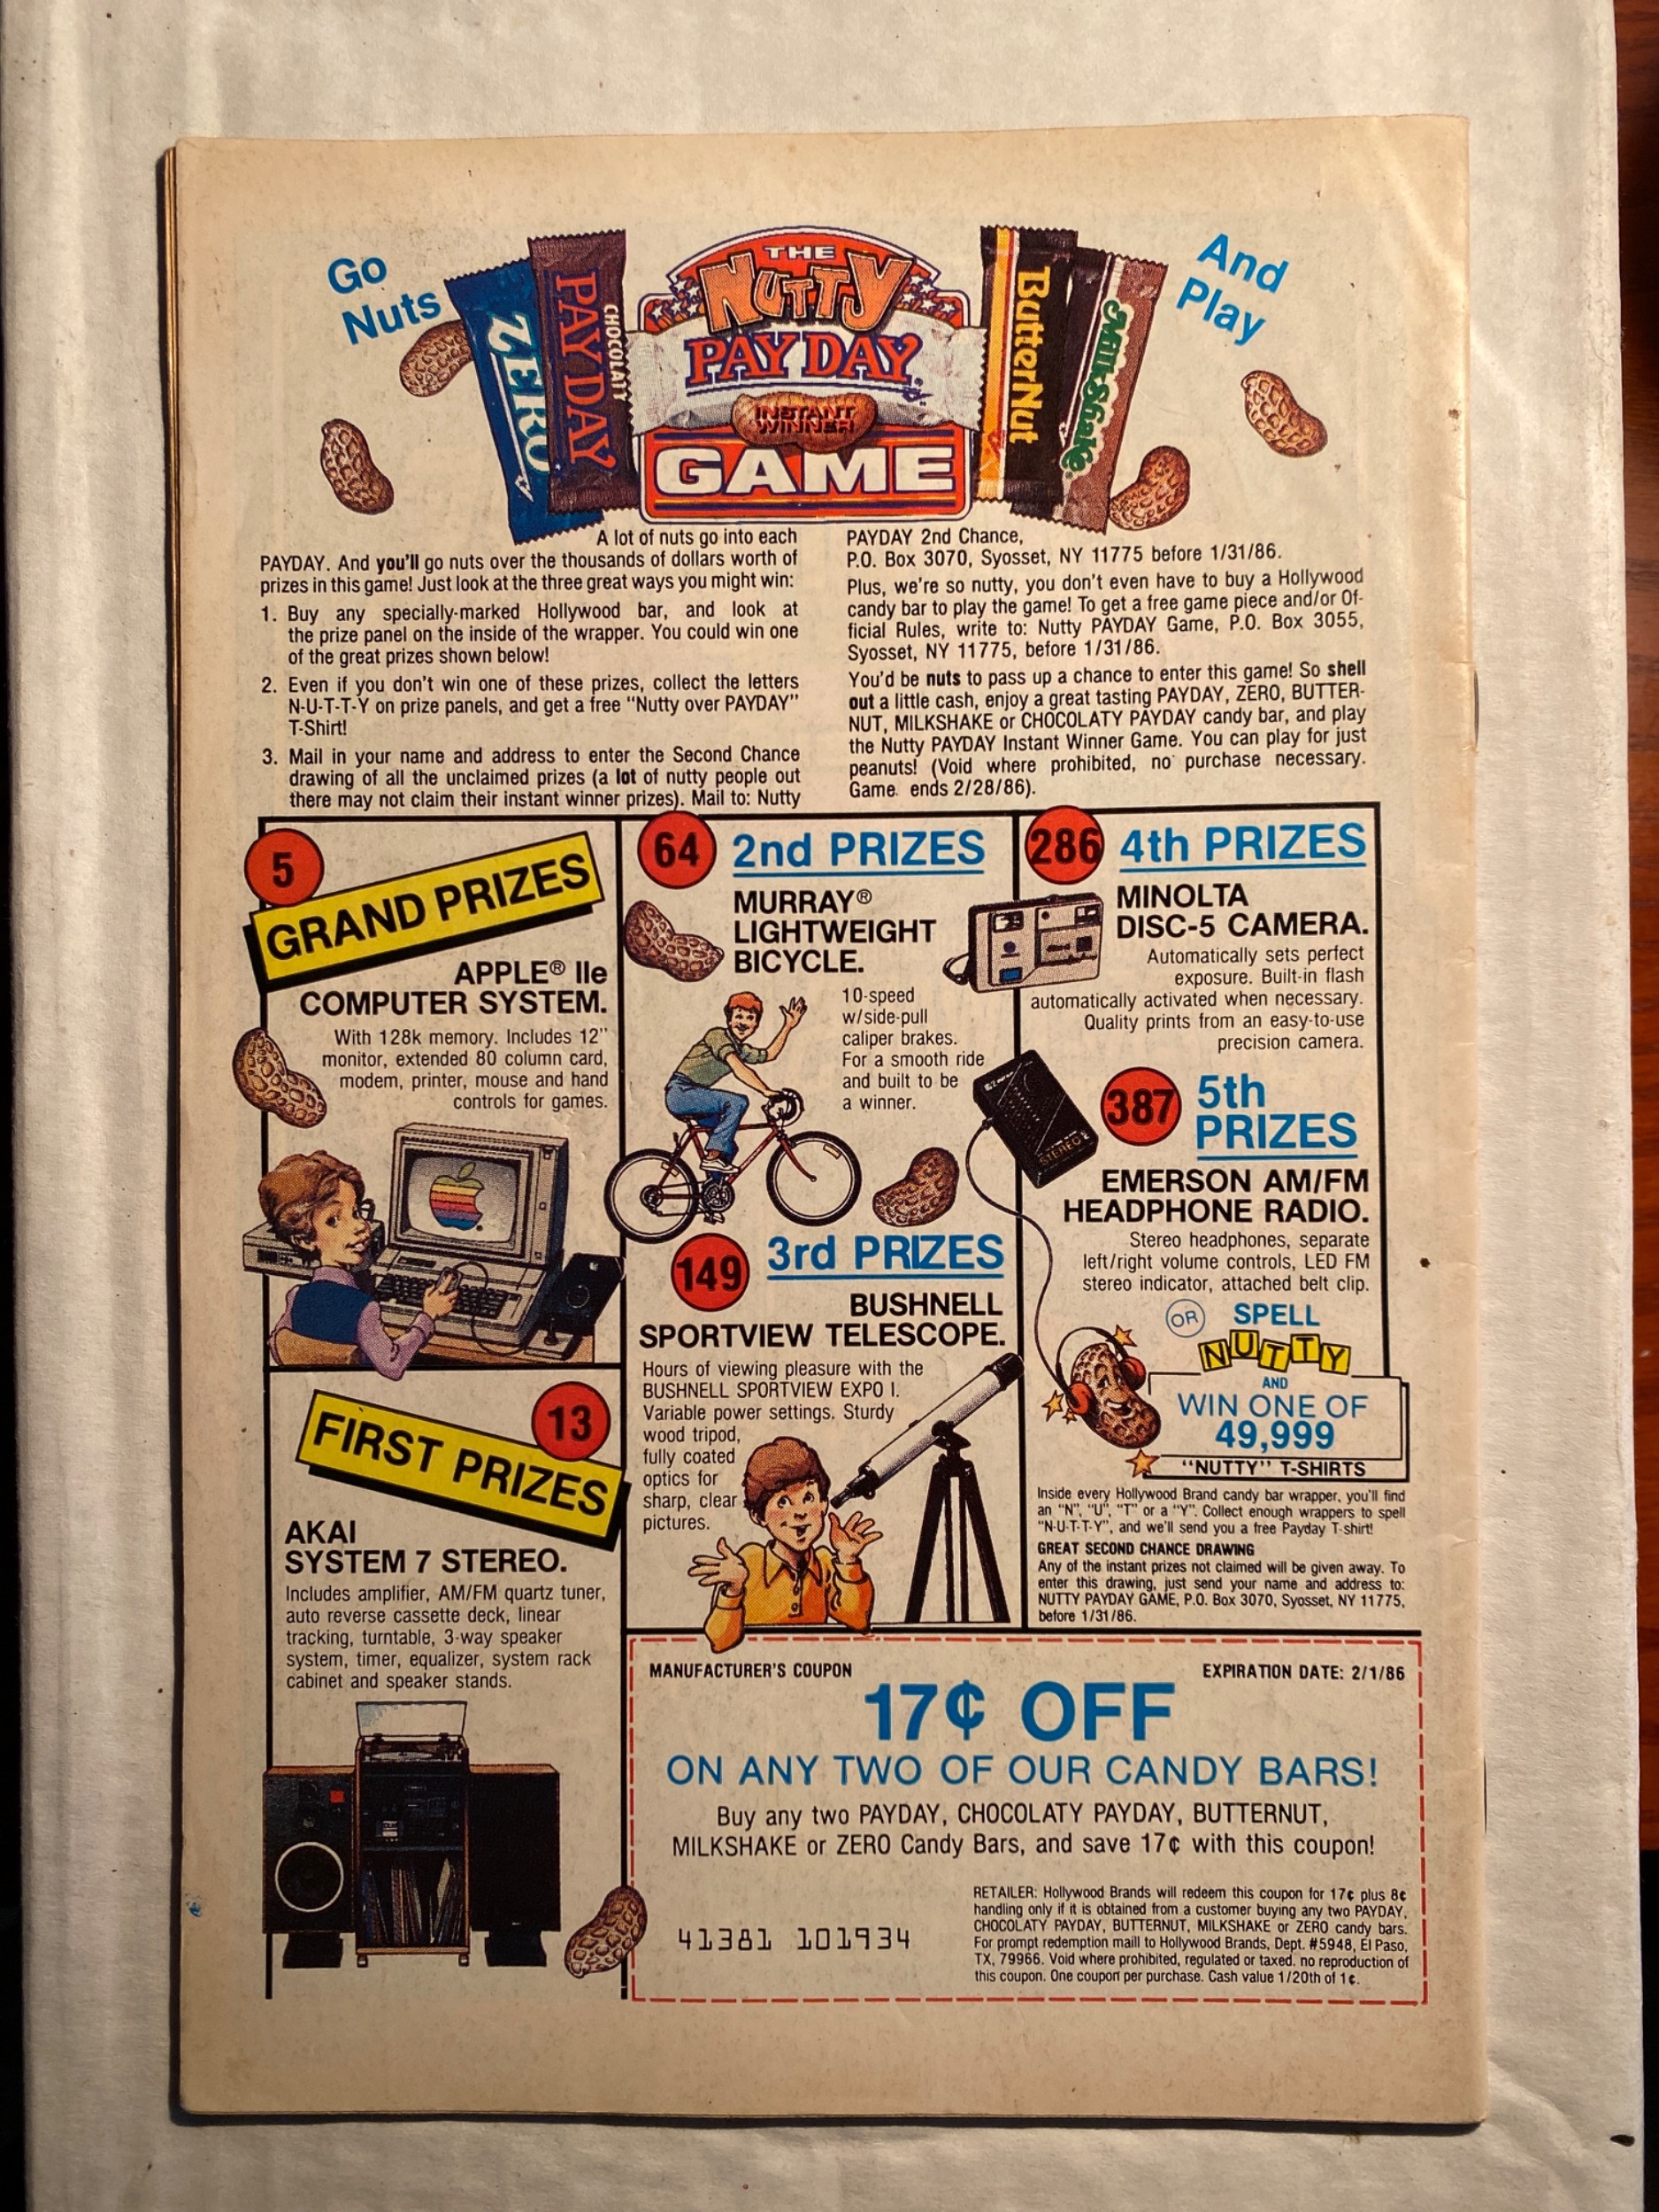 Go
Nuts
ZERO
CHOCOLATY
PAY DAY
THE
NUTTY
PAY DAY
INSTANT
WINNER
GAME
ButterNut
MilkShake
And
Play
A lot of nuts go into each
PAYDAY. And you'll go nuts over the thousands of dollars worth of
prizes in this game! Just look at the three great ways you might win:
1. Buy any specially-marked Hollywood bar, and look at
the prize panel on the inside of the wrapper. You could win one
of the great prizes shown below!
2. Even if you don't win one of these prizes, collect the letters
N-U-T-T-Y on prize panels, and get a free "Nutty over PAYDAY"
T-Shirt!
3. Mail in your name and address to enter the Second Chance
drawing of all the unclaimed prizes (a lot of nutty people out
there may not claim their instant winner prizes). Mail to: Nutty
PAYDAY 2nd Chance,
P.O. Box 3070, Syosset, NY 11775 before 1/31/86.
Plus, we're so nutty, you don't even have to buy a Hollywood
candy bar to play the game! To get a free game piece and/or Of-
ficial Rules, write to: Nutty PAYDAY Game, P.O. Box 3055,
Syosset, NY 11775, before 1/31/86.
You'd be nuts to pass up a chance to enter this game! So shell
out a little cash, enjoy a great tasting PAYDAY, ZERO, BUTTER-
NUT, MILKSHAKE or CHOCOLATY PAYDAY candy bar, and play
the Nutty PAYDAY Instant Winner Game. You can play for just
peanuts! (Void where prohibited, no purchase necessary.
Game ends 2/28/86).
5
GRAND PRIZES
APPLE® IIe
COMPUTER SYSTEM.
With 128k memory. Includes 12"
monitor, extended 80 column card,
modem, printer, mouse and hand
controls for games.
13
FIRST PRIZES
AKAI
SYSTEM 7 STEREO.
Includes amplifier, AM/FM quartz tuner,
auto reverse cassette deck, linear
tracking, turntable, 3-way speaker
system, timer, equalizer, system rack
cabinet and speaker stands.
64 2nd PRIZES
MURRAY®
LIGHTWEIGHT
BICYCLE.
10-speed
w/side-pull
caliper brakes.
For a smooth ride
and built to be
a winner.
149 3rd PRIZES
BUSHNELL
SPORTVIEW TELESCOPE.
Hours of viewing pleasure with the
BUSHNELL SPORTVIEW EXPO I.
Variable power settings. Sturdy
wood tripod,
fully coated
optics for
sharp, clear
pictures.
286 4th PRIZES
MINOLTA
DISC-5 CAMERA.
Automatically sets perfect
exposure. Built-in flash
automatically activated when necessary.
Quality prints from an easy-to-use
precision camera.
STEREO
387 5th
PRIZES
EMERSON AM/FM
HEADPHONE RADIO.
Stereo headphones, separate
left/right volume controls, LED FM
stereo indicator, attached belt clip.
OR SPELL
NUTTY
AND
WIN ONE OF
49,999
"NUTTY" T-SHIRTS
Inside every Hollywood Brand candy bar wrapper, you'll find
an "N", "U", "T" or a "Y". Collect enough wrappers to spell
"N-U-T-T-Y", and we'll send you a free Payday T-shirt!
GREAT SECOND CHANCE DRAWING
Any of the instant prizes not claimed will be given away. To
enter this drawing, just send your name and address to:
NUTTY PAYDAY GAME, P.O. Box 3070, Syosset, NY 11775,
before 1/31/86.
MANUFACTURER'S COUPON EXPIRATION DATE: 2/1/86
17¢ OFF
ON ANY TWO OF OUR CANDY BARS!
Buy any two PAYDAY, CHOCOLATY PAYDAY, BUTTERNUT,
MILKSHAKE or ZERO Candy Bars, and save 17¢ with this coupon!
41381 101934
RETAILER: Hollywood Brands will redeem this coupon for 17¢ plus 8¢
handling only if it is obtained from a customer buying any two PAYDAY,
CHOCOLATY PAYDAY, BUTTERNUT, MILKSHAKE or ZERO candy bars.
For prompt redemption maill to Hollywood Brands, Dept. #5948, El Paso,
TX, 79966. Void where prohibited, regulated or taxed. no reproduction of
this coupon. One coupon per purchase. Cash value 1/20th of 1¢.